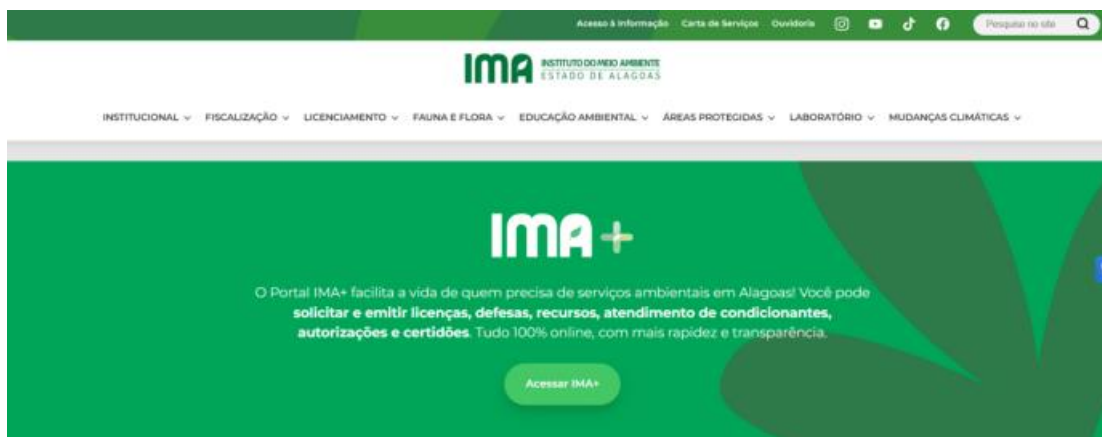 Acesso à Informação Carta de Serviços Ouvidoria Pesquise no site
IMA INSTITUTO DO MEIO AMBIENTE
ESTADO DE ALAGOAS
INSTITUCIONAL FISCALIZAÇÃO LICENCIAMENTO FAUNA E FLORA EDUCAÇÃO AMBIENTAL ÁREAS PROTEGIDAS LABORATÓRIO MUDANÇAS CLIMÁTICAS
IMA+
O Portal IMA+ facilita a vida de quem precisa de serviços ambientais em Alagoas! Você pode
solicitar e emitir licenças, defesas, recursos, atendimento de condicionantes,
autorizações e certidões. Tudo 100% online, com mais rapidez e transparência.
Acessar IMA+